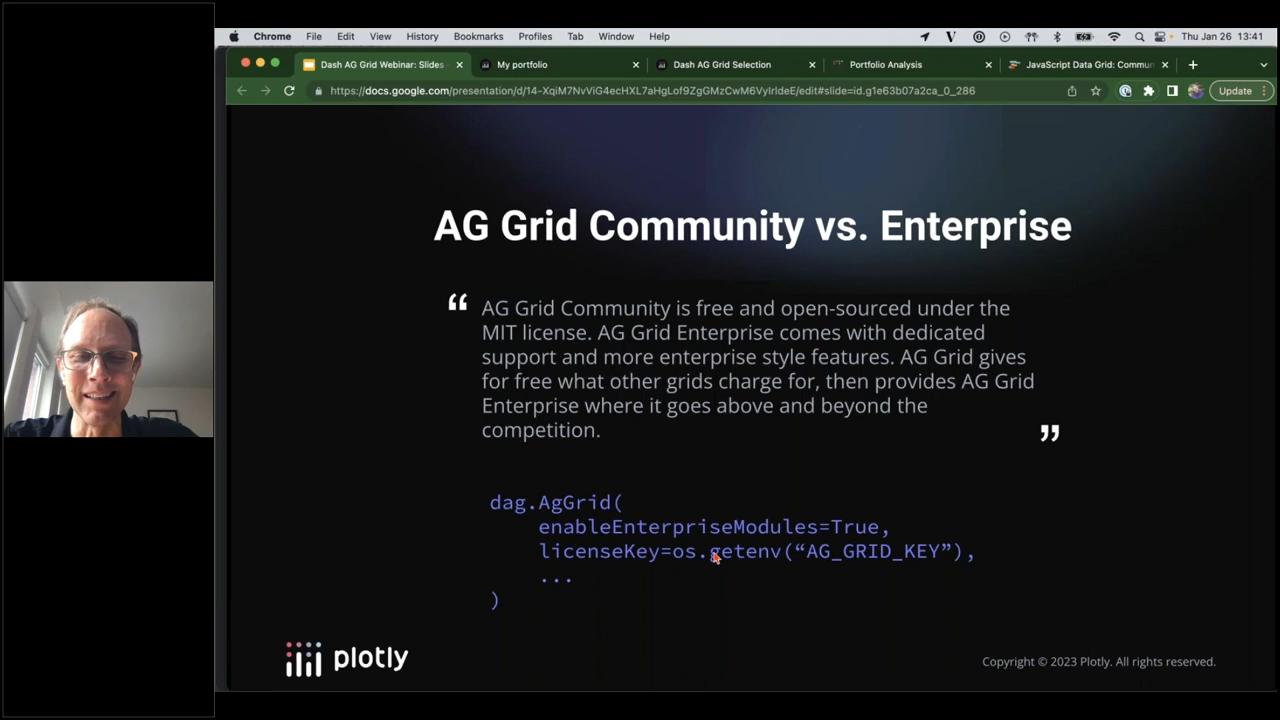 Chrome File Edit View History Bookmarks Profiles Tab Window Help V Thu Jan 26 13:41
Dash AG Grid Webinar: Slides - My portfolio Dash AG Grid Selection Portfolio Analysis JavaScript Data Grid: Commun
https://docs.google.com/presentation/d/14-XqiM7NvViG4echXL7aHgLof9ZgGMzCwM6VyIrldeE/edit#slide=id.g1e63b07a2ca_0_286 Update
AG Grid Community vs. Enterprise
“ AG Grid Community is free and open-sourced under the
MIT license. AG Grid Enterprise comes with dedicated
support and more enterprise style features. AG Grid gives
for free what other grids charge for, then provides AG Grid
Enterprise where it goes above and beyond the
competition. ”
dag.AgGrid(
enableEnterpriseModules=True,
licenseKey=os.getenv(“AG_GRID_KEY”),
...
)
plotly
Copyright © 2023 Plotly. All rights reserved.